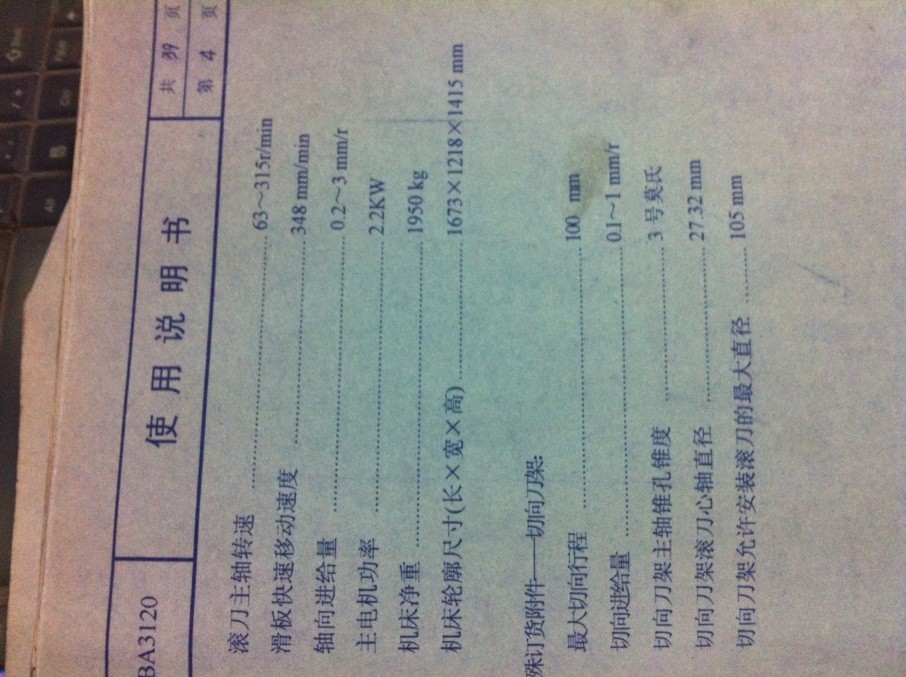 BA3120
使用说明书
共 39 页
第 4 页
滚刀主轴转速 63～315r/min
滑板快速移动速度 348 mm/min
轴向进给量 0.2～3 mm/r
主电机功率 2.2KW
机床净重 1950 kg
机床轮廓尺寸(长×宽×高) 1673×1218×1415 mm
殊订货附件——切向刀架:
最大切向行程 100 mm
切向进给量 0.1～1 mm/r
切向刀架主轴锥孔锥度 3 号莫氏
切向刀架滚刀心轴直径 27.32 mm
切向刀架允许安装滚刀的最大直径 105 mm